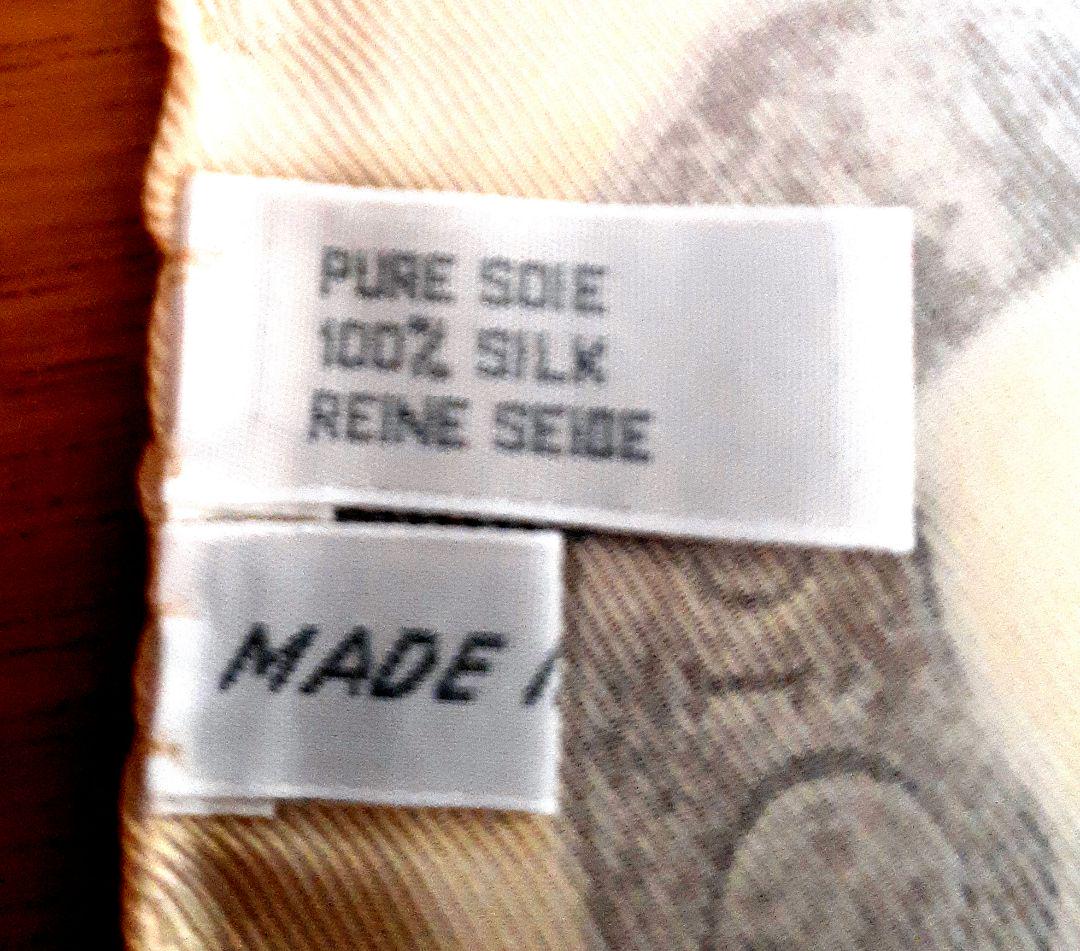 PURE SOIE
100% SILK
REINE SEIDE
MADE